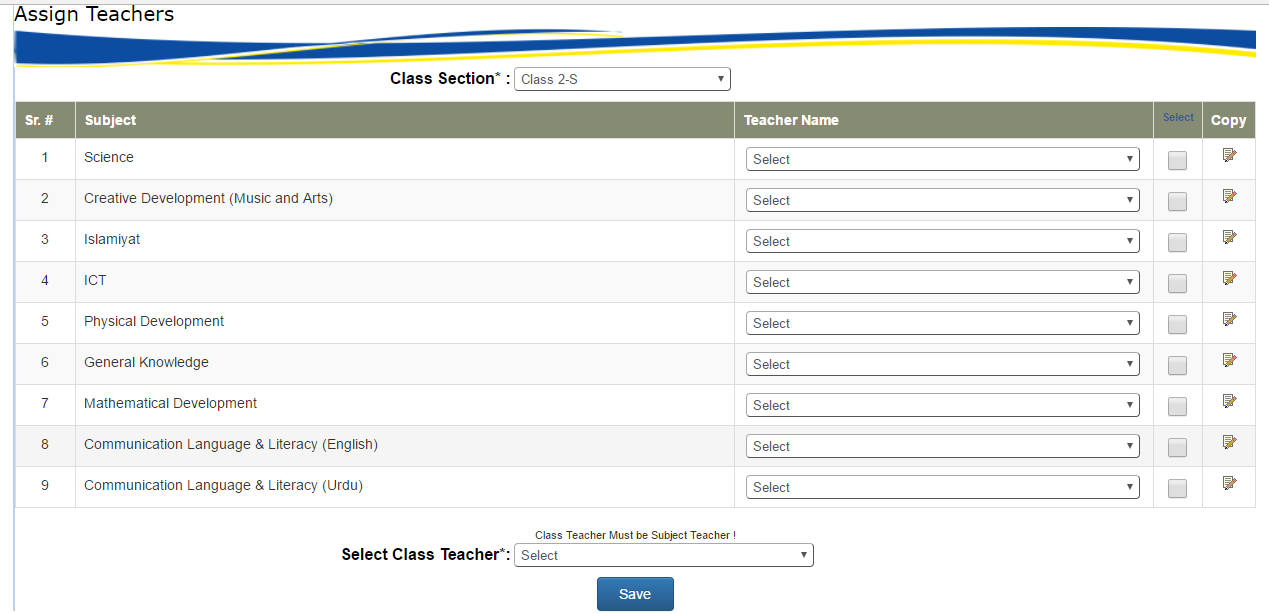 Assign Teachers
Class Section* : Class 2-S
Sr. # Subject Teacher Name Select Copy
1 Science Select
2 Creative Development (Music and Arts) Select
3 Islamiyat Select
4 ICT Select
5 Physical Development Select
6 General Knowledge Select
7 Mathematical Development Select
8 Communication Language & Literacy (English) Select
9 Communication Language & Literacy (Urdu) Select
Class Teacher Must be Subject Teacher !
Select Class Teacher*: Select
Save